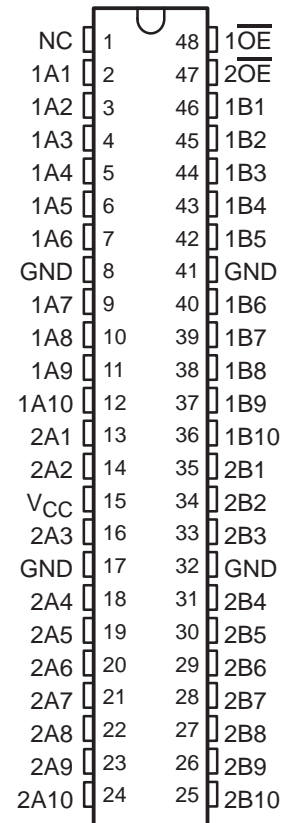 NC 1 48 1O̅E̅
1A1 2 47 2O̅E̅
1A2 3 46 1B1
1A3 4 45 1B2
1A4 5 44 1B3
1A5 6 43 1B4
1A6 7 42 1B5
GND 8 41 GND
1A7 9 40 1B6
1A8 10 39 1B7
1A9 11 38 1B8
1A10 12 37 1B9
2A1 13 36 1B10
2A2 14 35 2B1
VCC 15 34 2B2
2A3 16 33 2B3
GND 17 32 GND
2A4 18 31 2B4
2A5 19 30 2B5
2A6 20 29 2B6
2A7 21 28 2B7
2A8 22 27 2B8
2A9 23 26 2B9
2A10 24 25 2B10